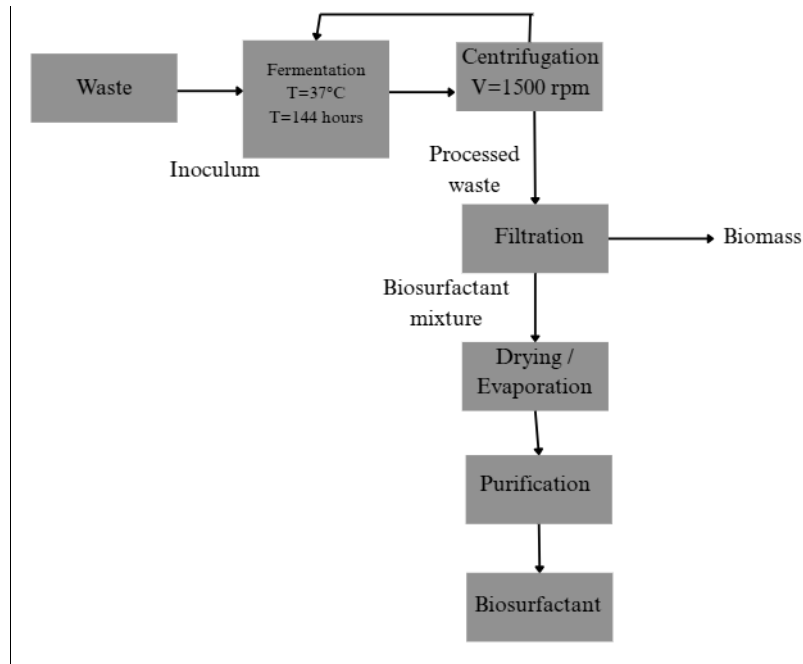 Waste
Fermentation
T=37°C
T=144 hours
Centrifugation
V=1500 rpm
Inoculum
Processed
waste
Filtration
Biomass
Biosurfactant
mixture
Drying /
Evaporation
Purification
Biosurfactant